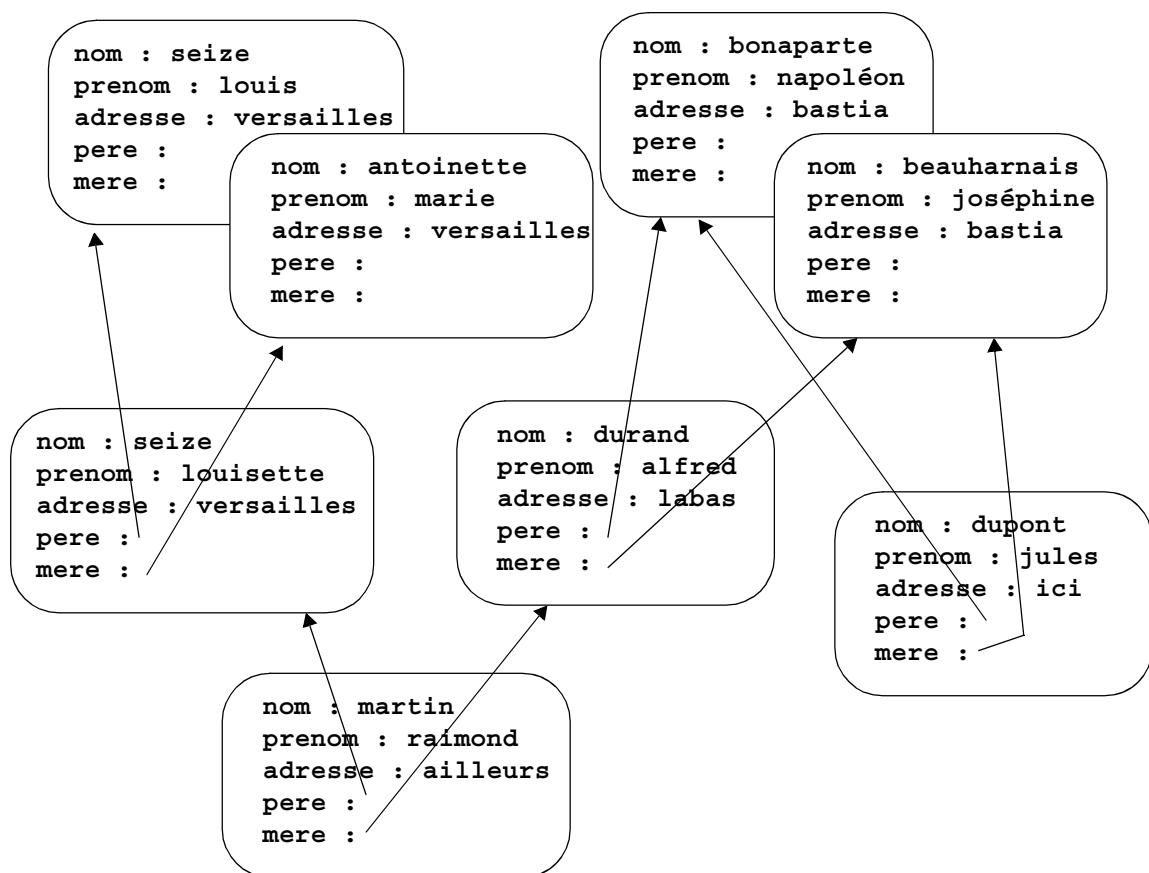 nom : seize
prenom : louis
adresse : versailles
pere :
mere :
nom : antoinette
prenom : marie
adresse : versailles
pere :
mere :
nom : bonaparte
prenom : napoléon
adresse : bastia
pere :
mere :
nom : beauharnais
prenom : joséphine
adresse : bastia
pere :
mere :
nom : seize
prenom : louisette
adresse : versailles
pere :
mere :
nom : durand
prenom : alfred
adresse : labas
pere :
mere :
nom : dupont
prenom : jules
adresse : ici
pere :
mere :
nom : martin
prenom : raimond
adresse : ailleurs
pere :
mere :